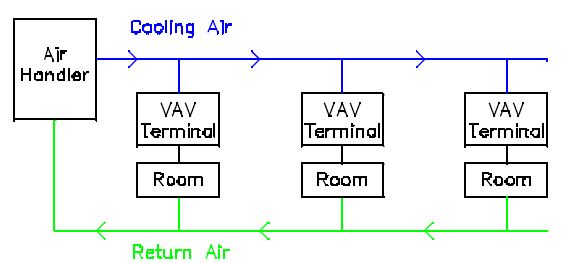 Cooling Air
Air
Handler
VAV
Terminal
VAV
Terminal
VAV
Terminal
Room
Room
Room
Return Air